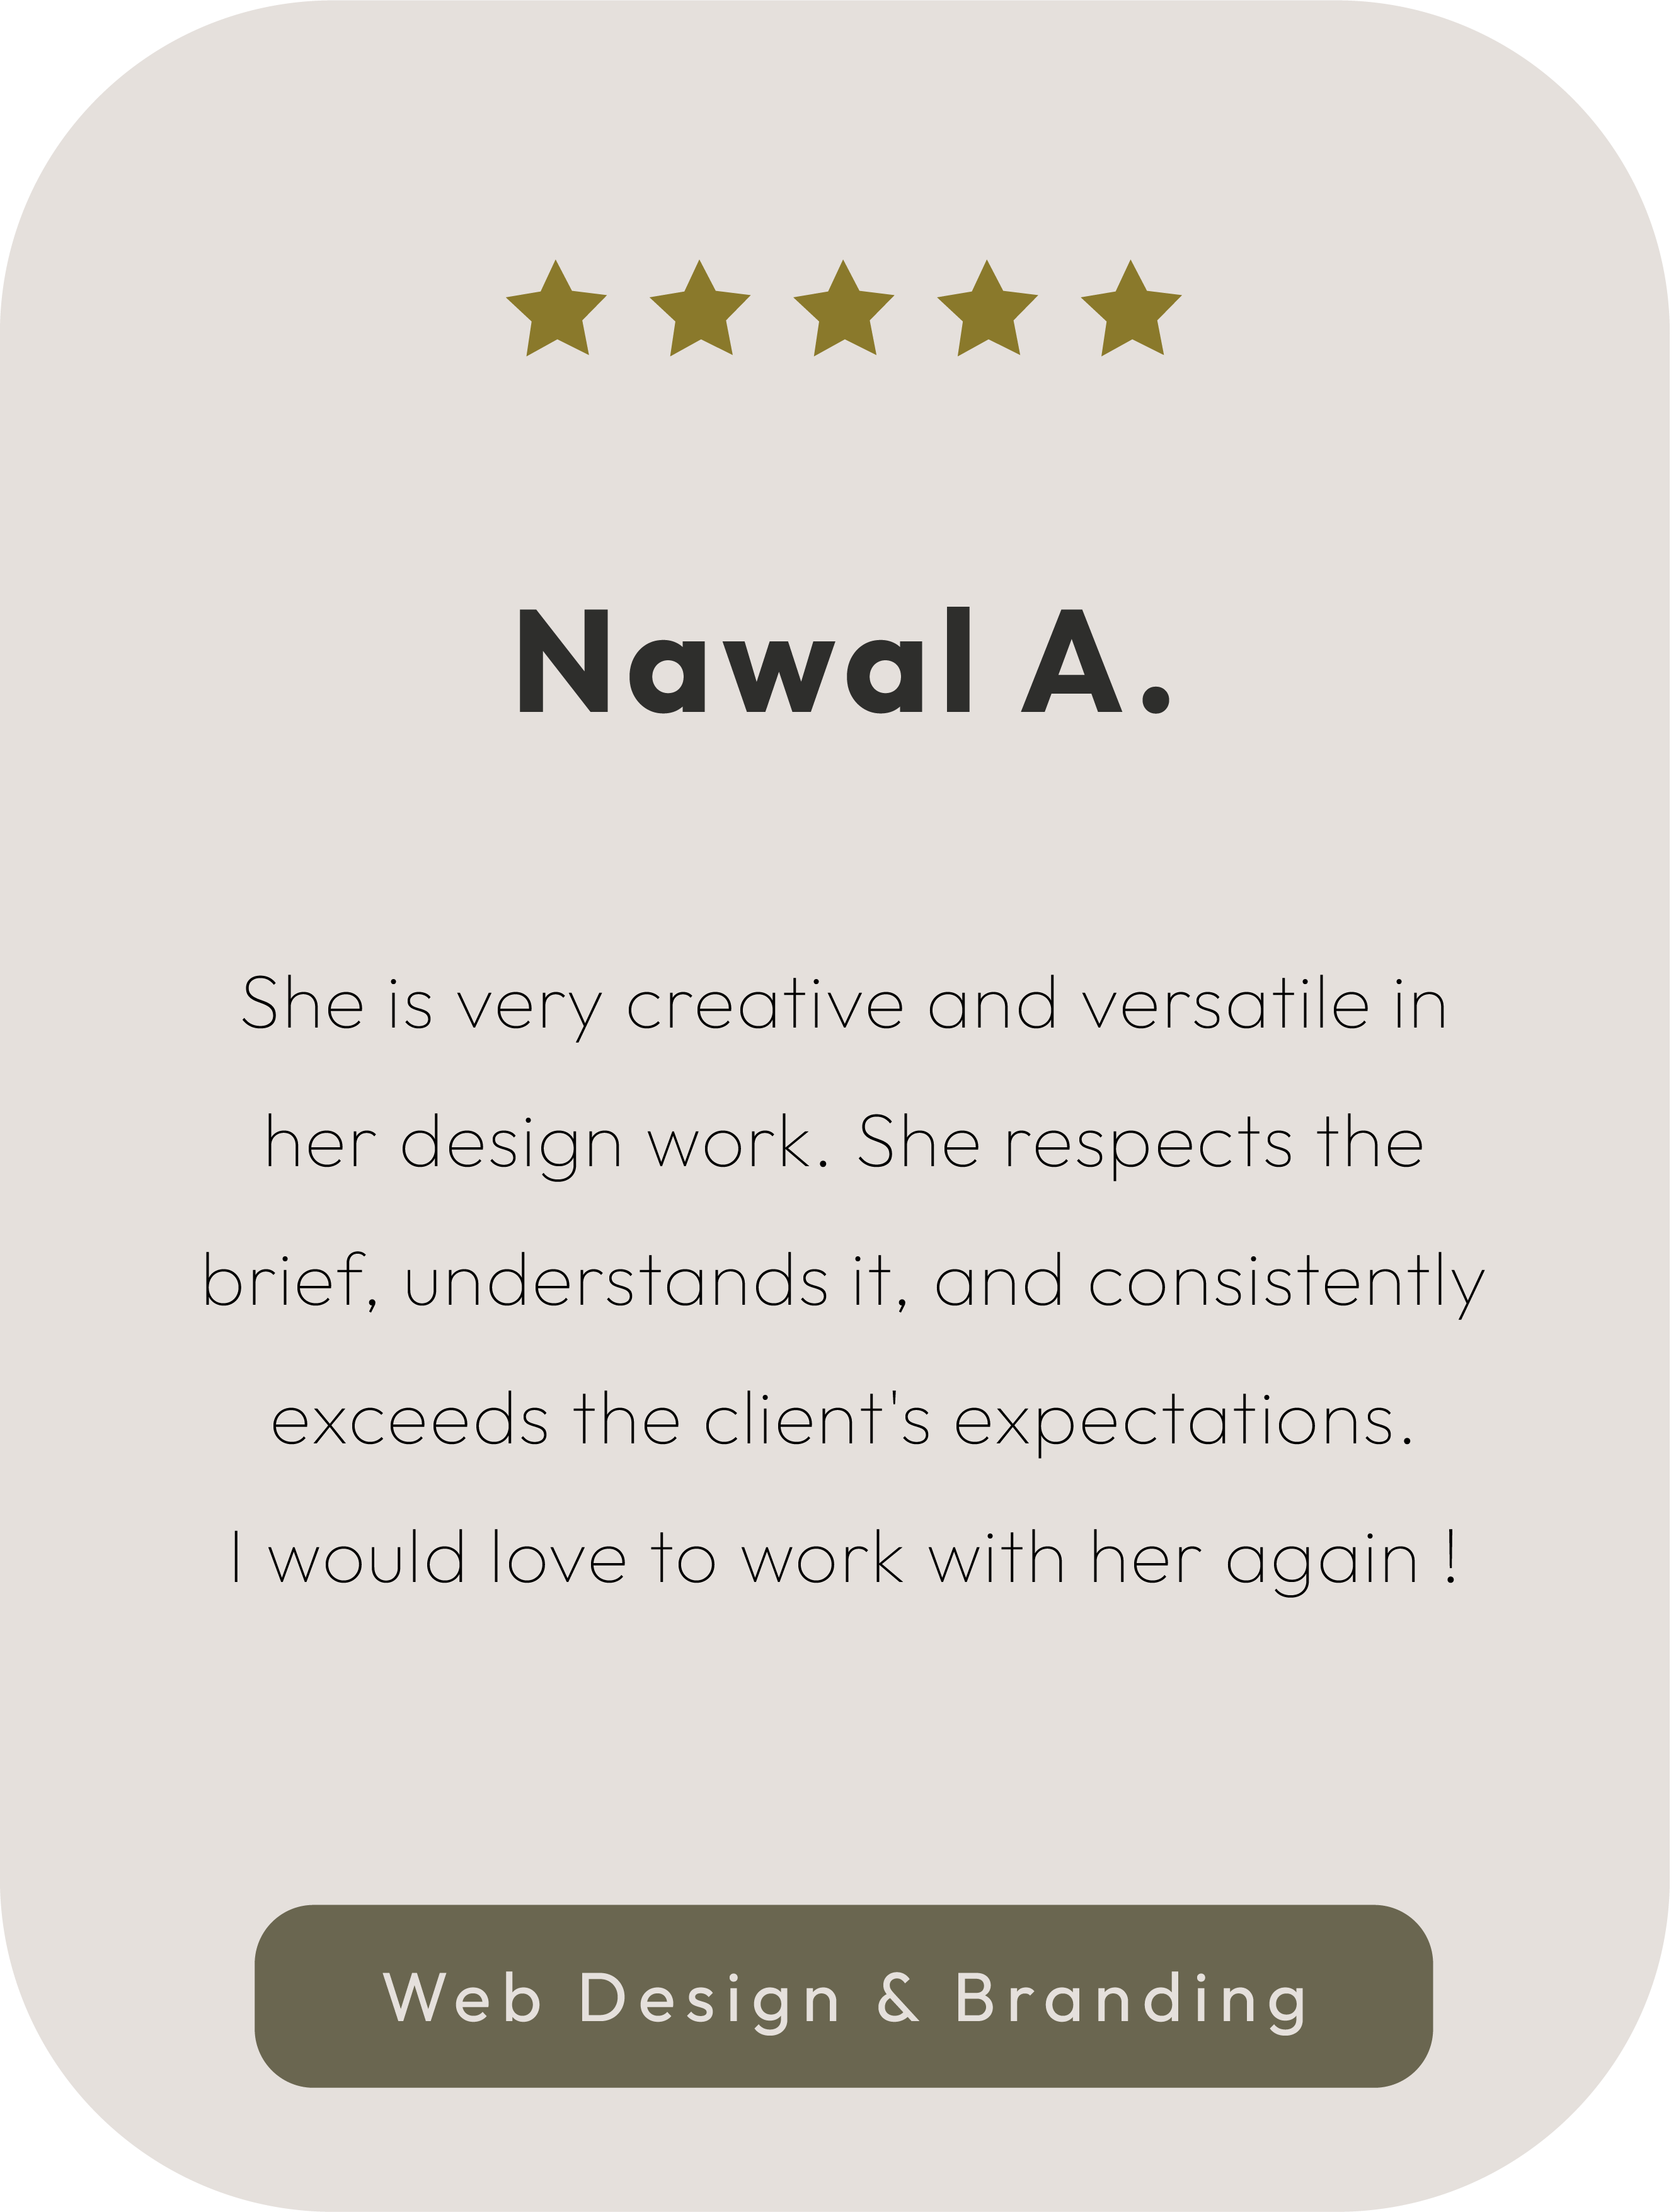 Nawal A.
She is very creative and versatile in
her design work. She respects the
brief, understands it, and consistently
exceeds the client's expectations.
I would love to work with her again !
Web Design & Branding